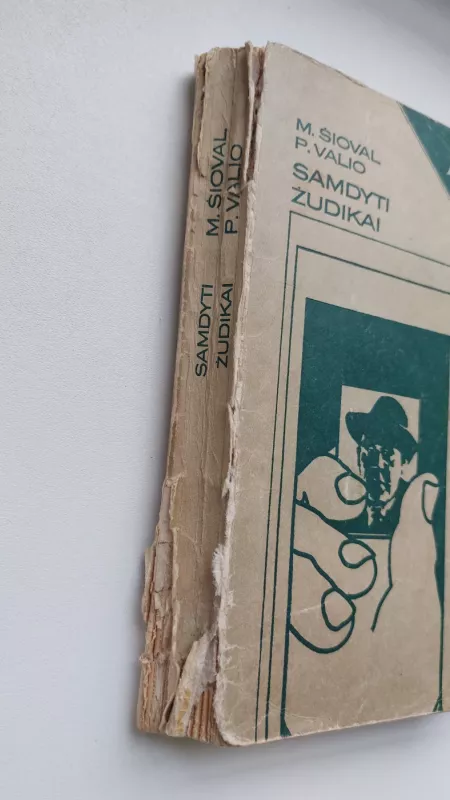 M. ŠIOVAL
P. VALIO
SAMDYTI
ŽUDIKAI
M. ŠIOVAL
P. VALIO
SAMDYTI
ŽUDIKAI